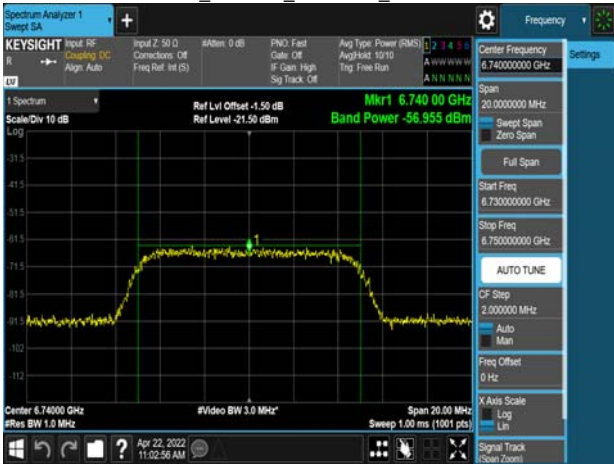 Spectrum Analyzer 1
Swept SA
+
Frequency
KEYSIGHT
R
LXI
Input: RF
Coupling: DC
Align: Auto
Input Z: 50 Ω
Corrections: Off
Freq Ref: Int (S)
#Atten: 0 dB
PNO: Fast
Gate: Off
IF Gain: High
Sig Track: Off
Avg Type: Power (RMS)
Avg|Hold: 10/10
Trig: Free Run
1 2 3 4 5 6
A W W W W W
A N N N N N
Center Frequency
6.740000000 GHz
Settings
Span
20.0000000 MHz
Swept Span
Zero Span
Full Span
Start Freq
6.730000000 GHz
Stop Freq
6.750000000 GHz
AUTO TUNE
CF Step
2.000000 MHz
Auto
Man
Freq Offset
0 Hz
X Axis Scale
Log
Lin
Signal Track
(Span Zoom)
1 Spectrum
Scale/Div 10 dB
Ref Lvl Offset -1.50 dB
Ref Level -21.50 dBm
Mkr1 6.740 00 GHz
Band Power -56.955 dBm
Log
-31.5
-41.5
-51.5
-61.5
1
-71.5
-81.5
-91.5
-102
-112
Center 6.74000 GHz
#Res BW 1.0 MHz
#Video BW 3.0 MHz*
Span 20.00 MHz
Sweep 1.00 ms (1001 pts)
?
Apr 22, 2022
11:02:56 AM